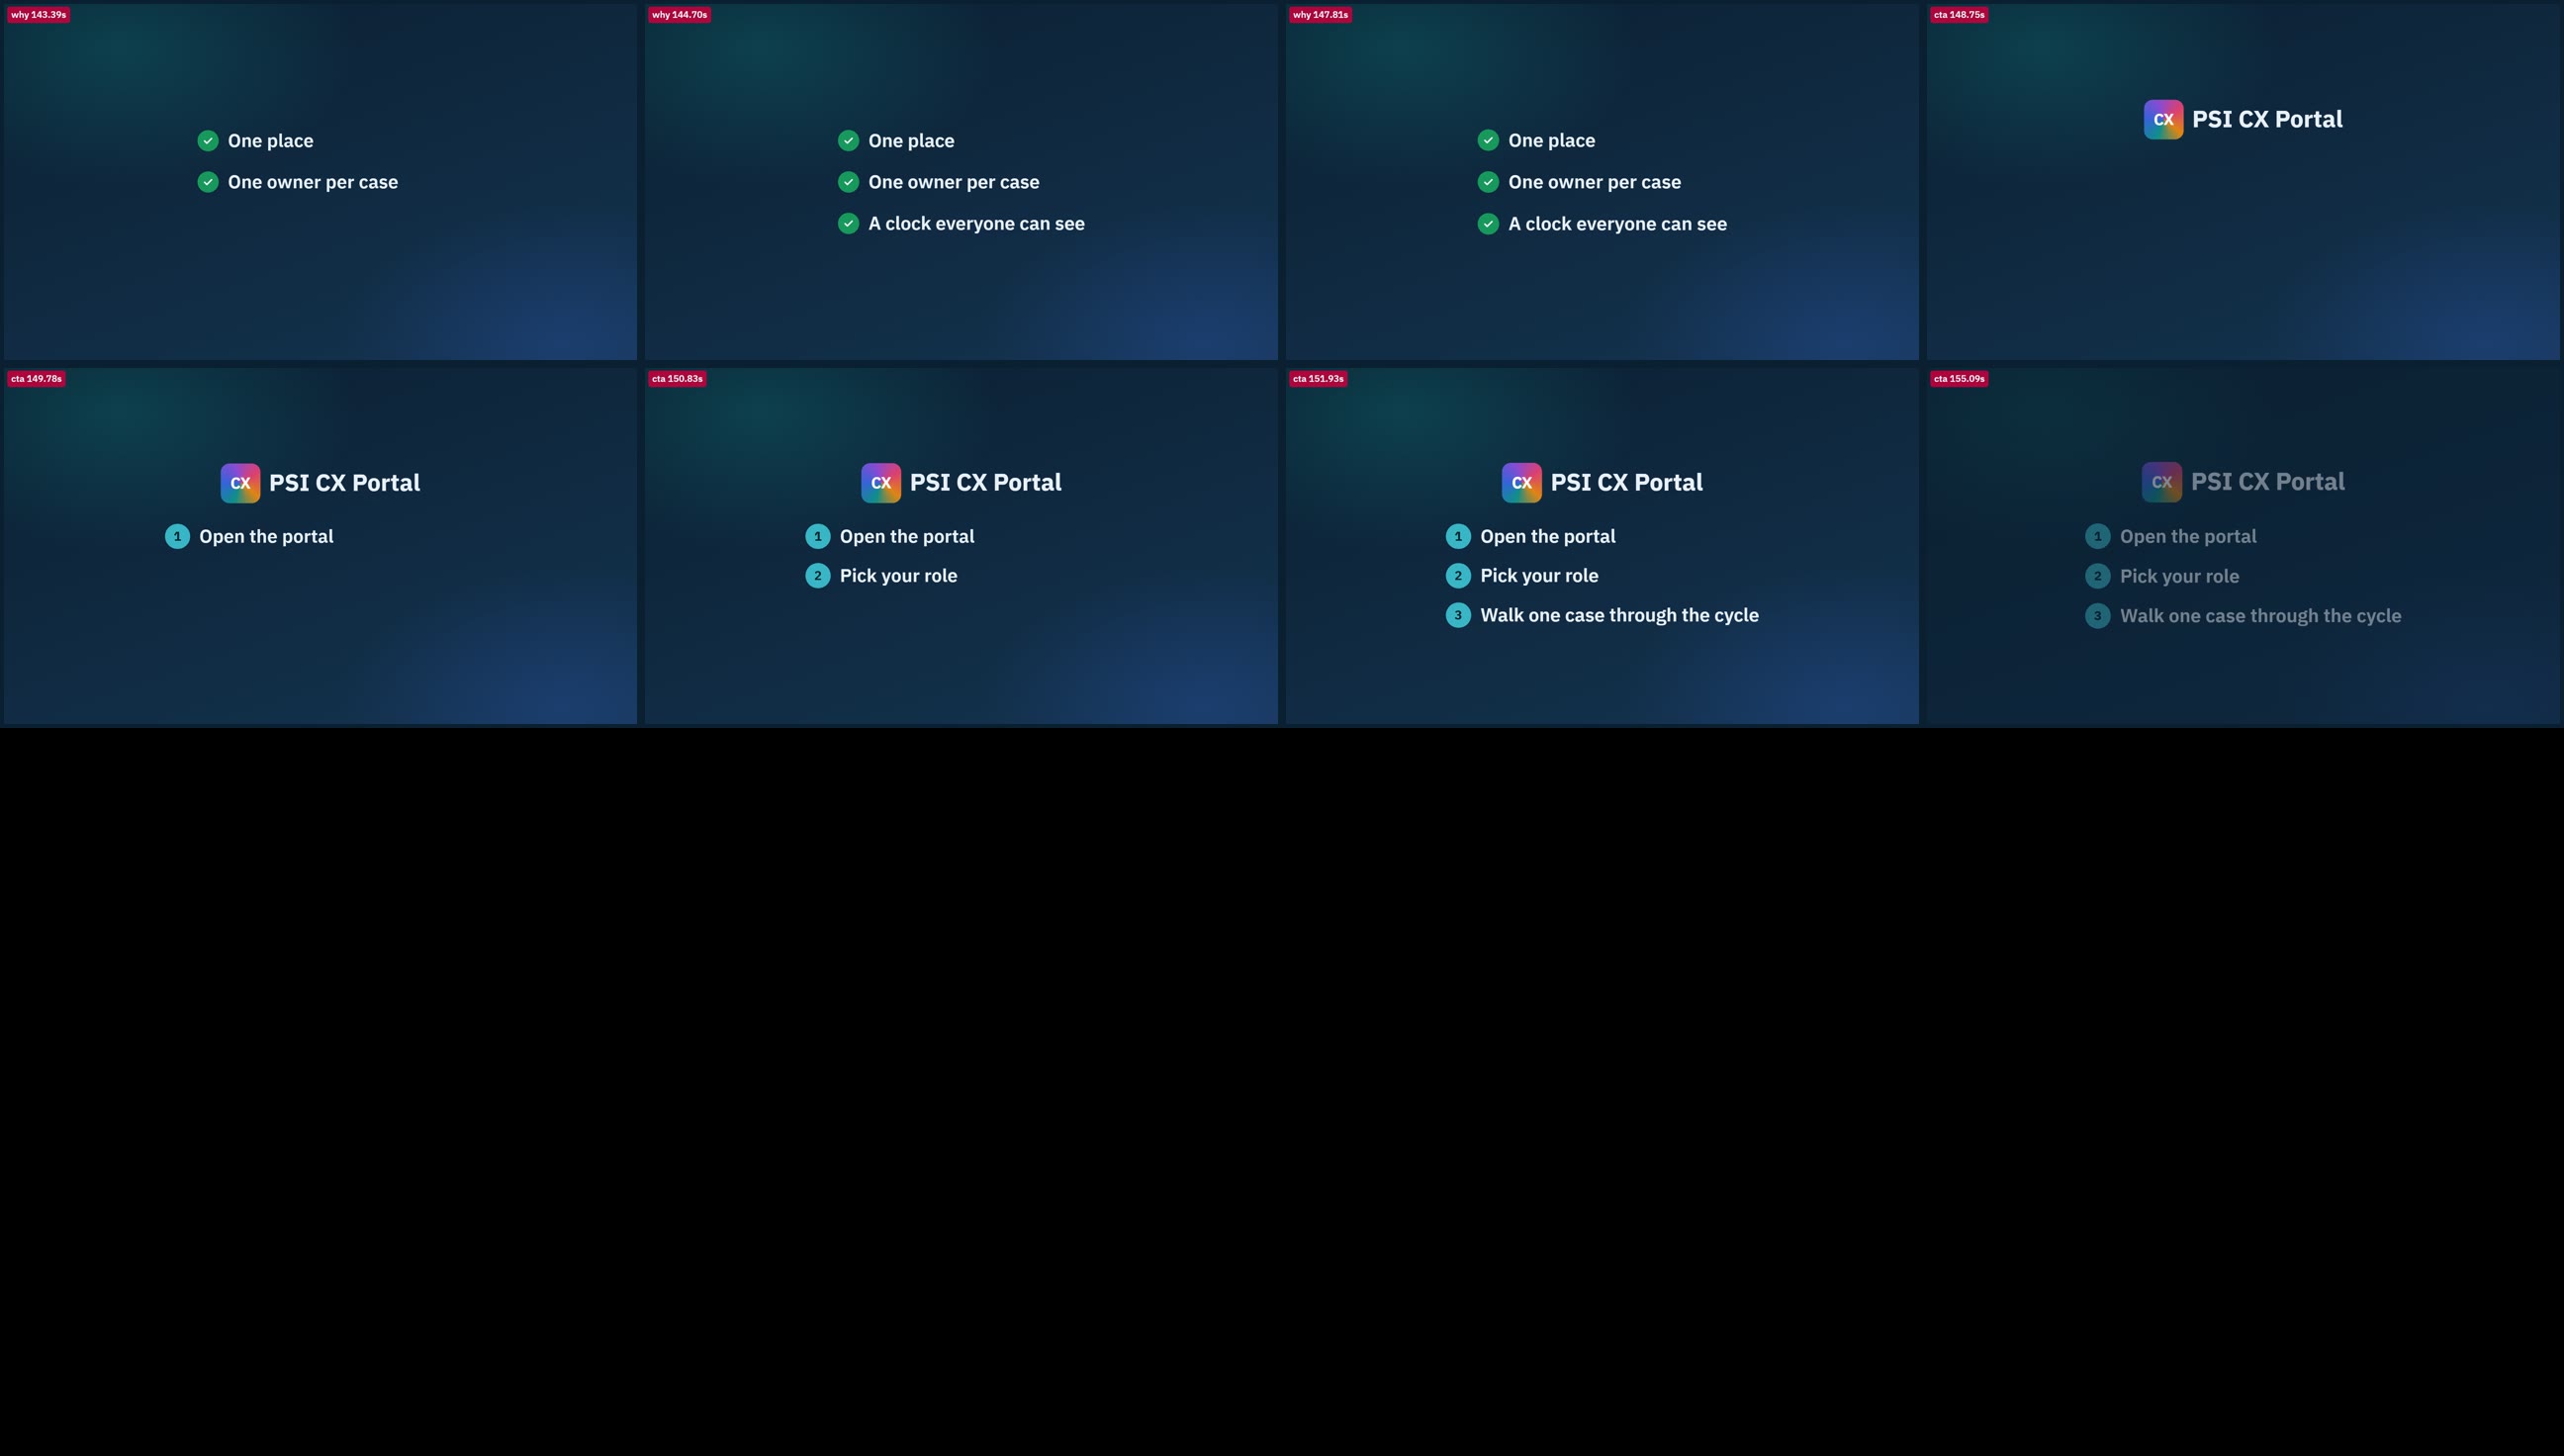 why 143.39s
One place
One owner per case
why 144.70s
One place
One owner per case
A clock everyone can see
why 147.81s
One place
One owner per case
A clock everyone can see
cta 148.75s
CX PSI CX Portal
cta 149.78s
CX PSI CX Portal
1 Open the portal
cta 150.83s
CX PSI CX Portal
1 Open the portal
2 Pick your role
cta 151.93s
CX PSI CX Portal
1 Open the portal
2 Pick your role
3 Walk one case through the cycle
cta 155.09s
CX PSI CX Portal
1 Open the portal
2 Pick your role
3 Walk one case through the cycle